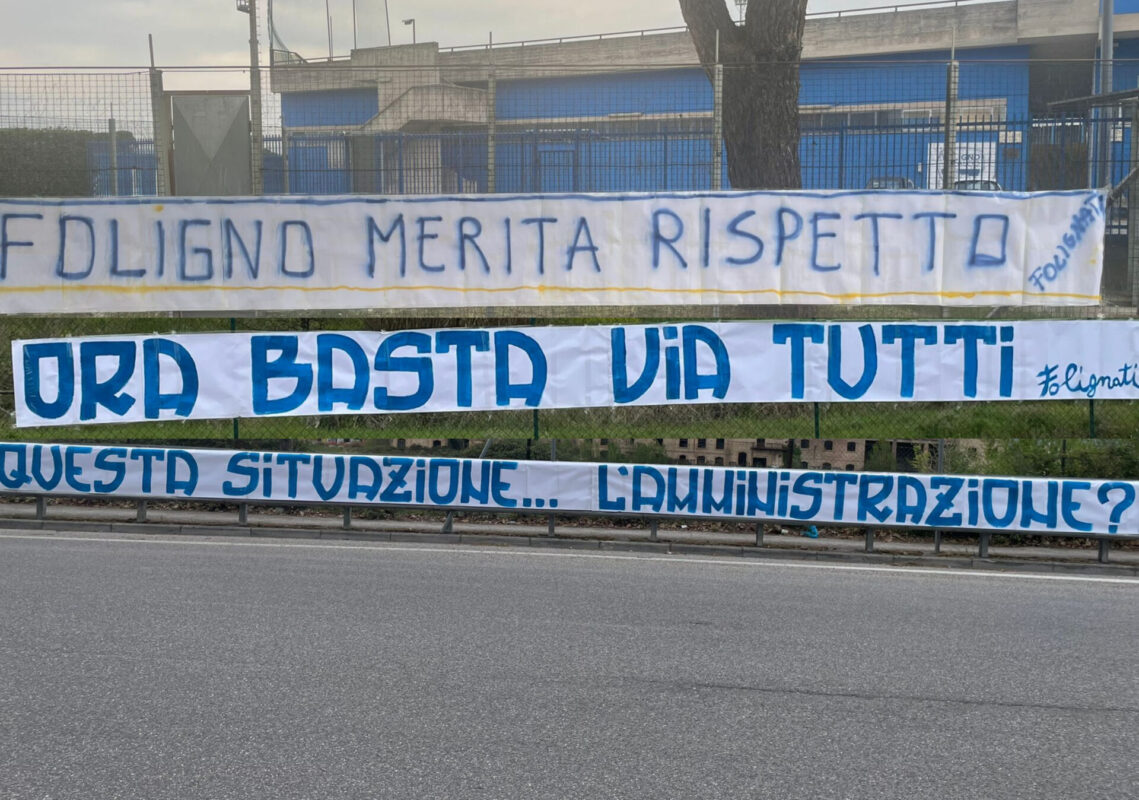 FOLIGNO MERITA RISPETTO
FOLIGNATI
ORA BASTA VIA TUTTI
Folignati
QUESTA SITUAZIONE... L'AMMINISTRAZIONE?